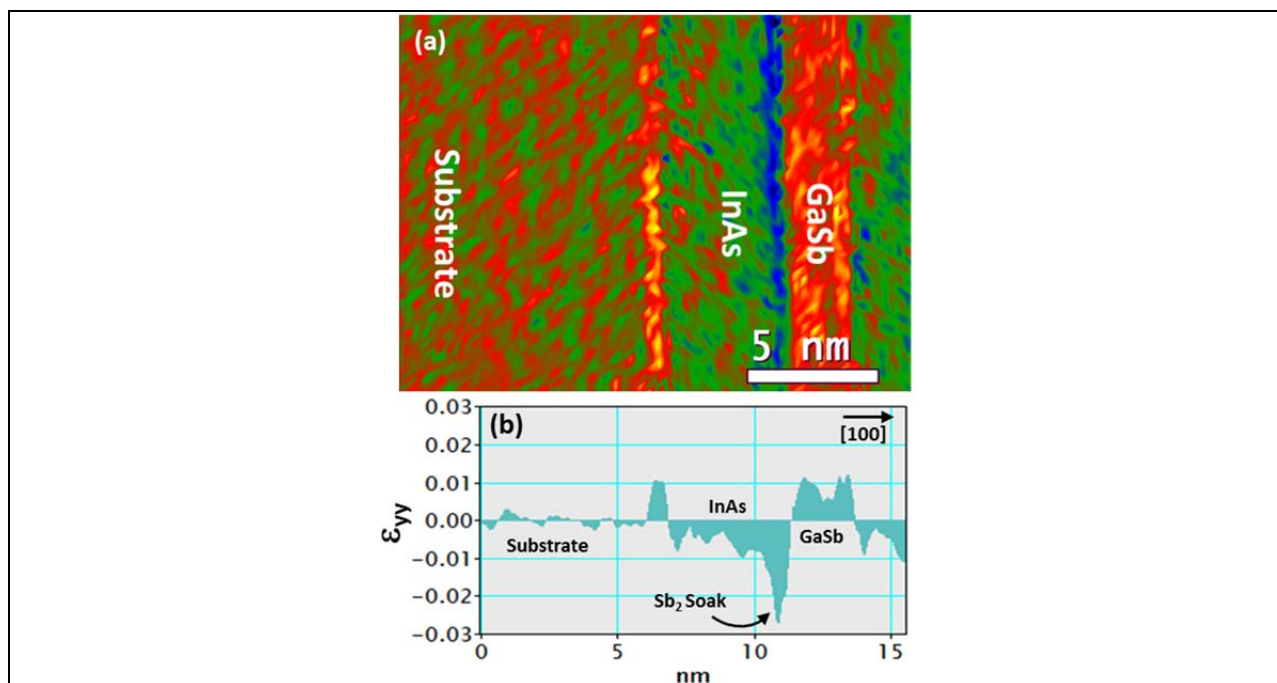 (a)
Substrate
InAs
GaSb
5 nm
(b)
[100]
0.03
0.02
0.01
0.00
-0.01
-0.02
-0.03
εyy
InAs
Substrate
GaSb
Sb2 Soak
0
5
10
15
nm